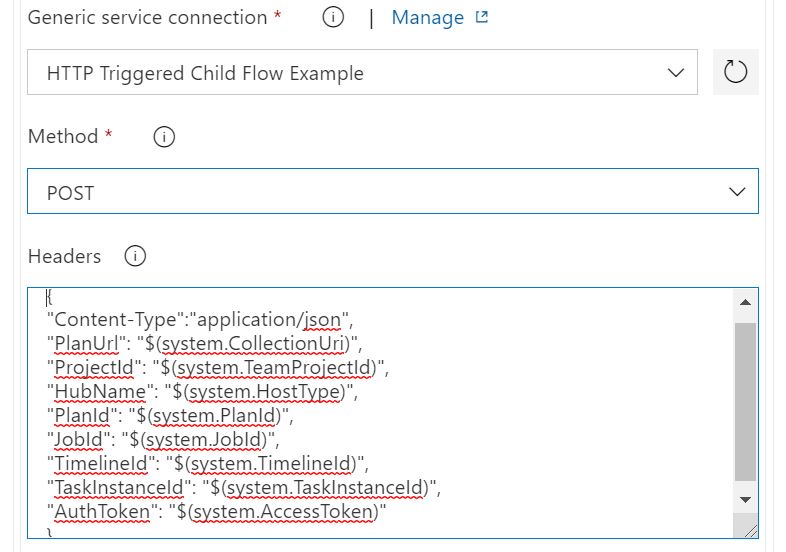 Generic service connection * | Manage
HTTP Triggered Child Flow Example
Method *
POST
Headers
{
"Content-Type":"application/json",
"PlanUrl": "$(system.CollectionUri)",
"ProjectId": "$(system.TeamProjectId)",
"HubName": "$(system.HostType)",
"PlanId": "$(system.PlanId)",
"JobId": "$(system.JobId)",
"TimelineId": "$(system.TimelineId)",
"TaskInstanceId": "$(system.TaskInstanceId)",
"AuthToken": "$(system.AccessToken)"
}